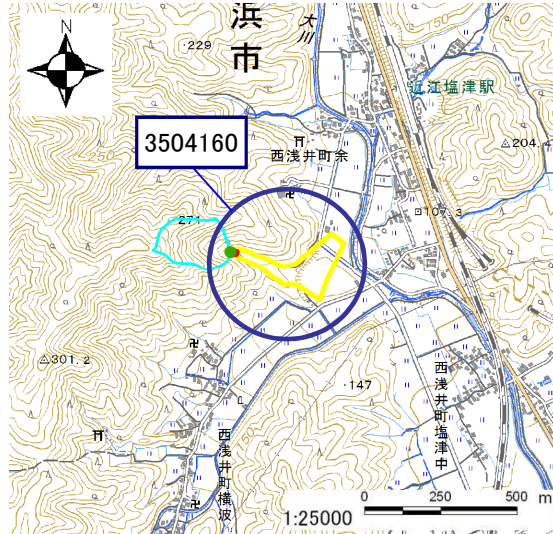 N
浜市
大川
・229
近江塩津駅
3504160
西浅井町余
△204.4
250
271
107.3
△301.2
・147
西浅井町塩津中
西浅井町横波
1:25000
0 250 500 m